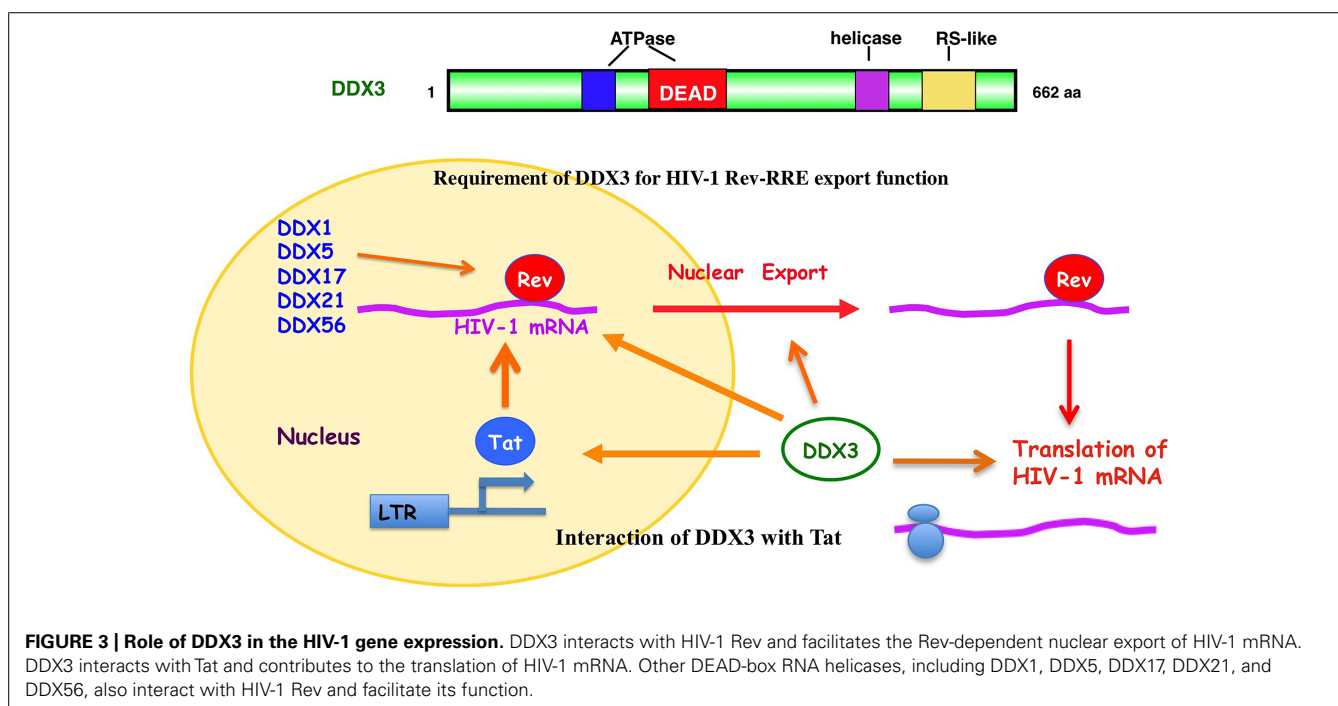 ATPase helicase RS-like
DDX3 1 DEAD 662 aa
Requirement of DDX3 for HIV-1 Rev-RRE export function
DDX1
DDX5
DDX17
DDX21
DDX56
Rev
HIV-1 mRNA
Nuclear Export
Rev
Nucleus
Tat
LTR
DDX3
Translation of
HIV-1 mRNA
Interaction of DDX3 with Tat
FIGURE 3 | Role of DDX3 in the HIV-1 gene expression. DDX3 interacts with HIV-1 Rev and facilitates the Rev-dependent nuclear export of HIV-1 mRNA.
DDX3 interacts with Tat and contributes to the translation of HIV-1 mRNA. Other DEAD-box RNA helicases, including DDX1, DDX5, DDX17, DDX21, and
DDX56, also interact with HIV-1 Rev and facilitate its function.